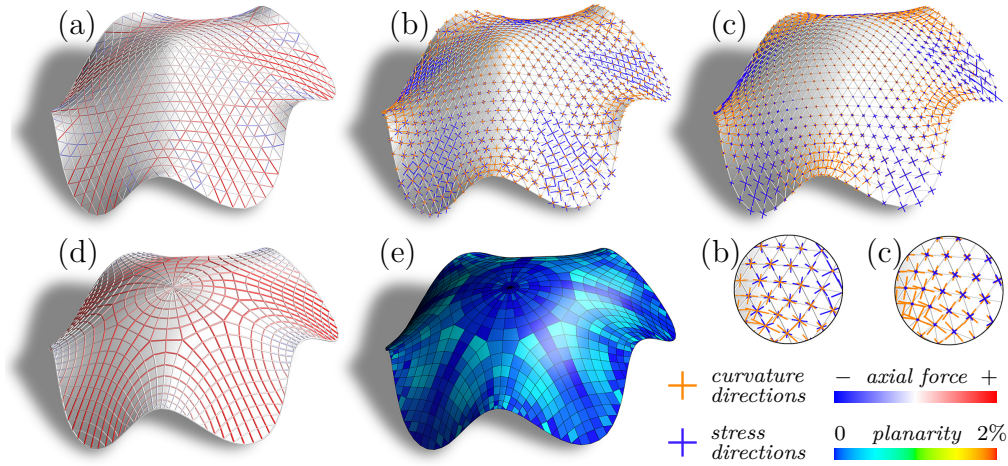 (a)
(b)
(c)
(d)
(e)
(b)
(c)
curvature
directions
− axial force +
stress
directions
0 planarity 2%